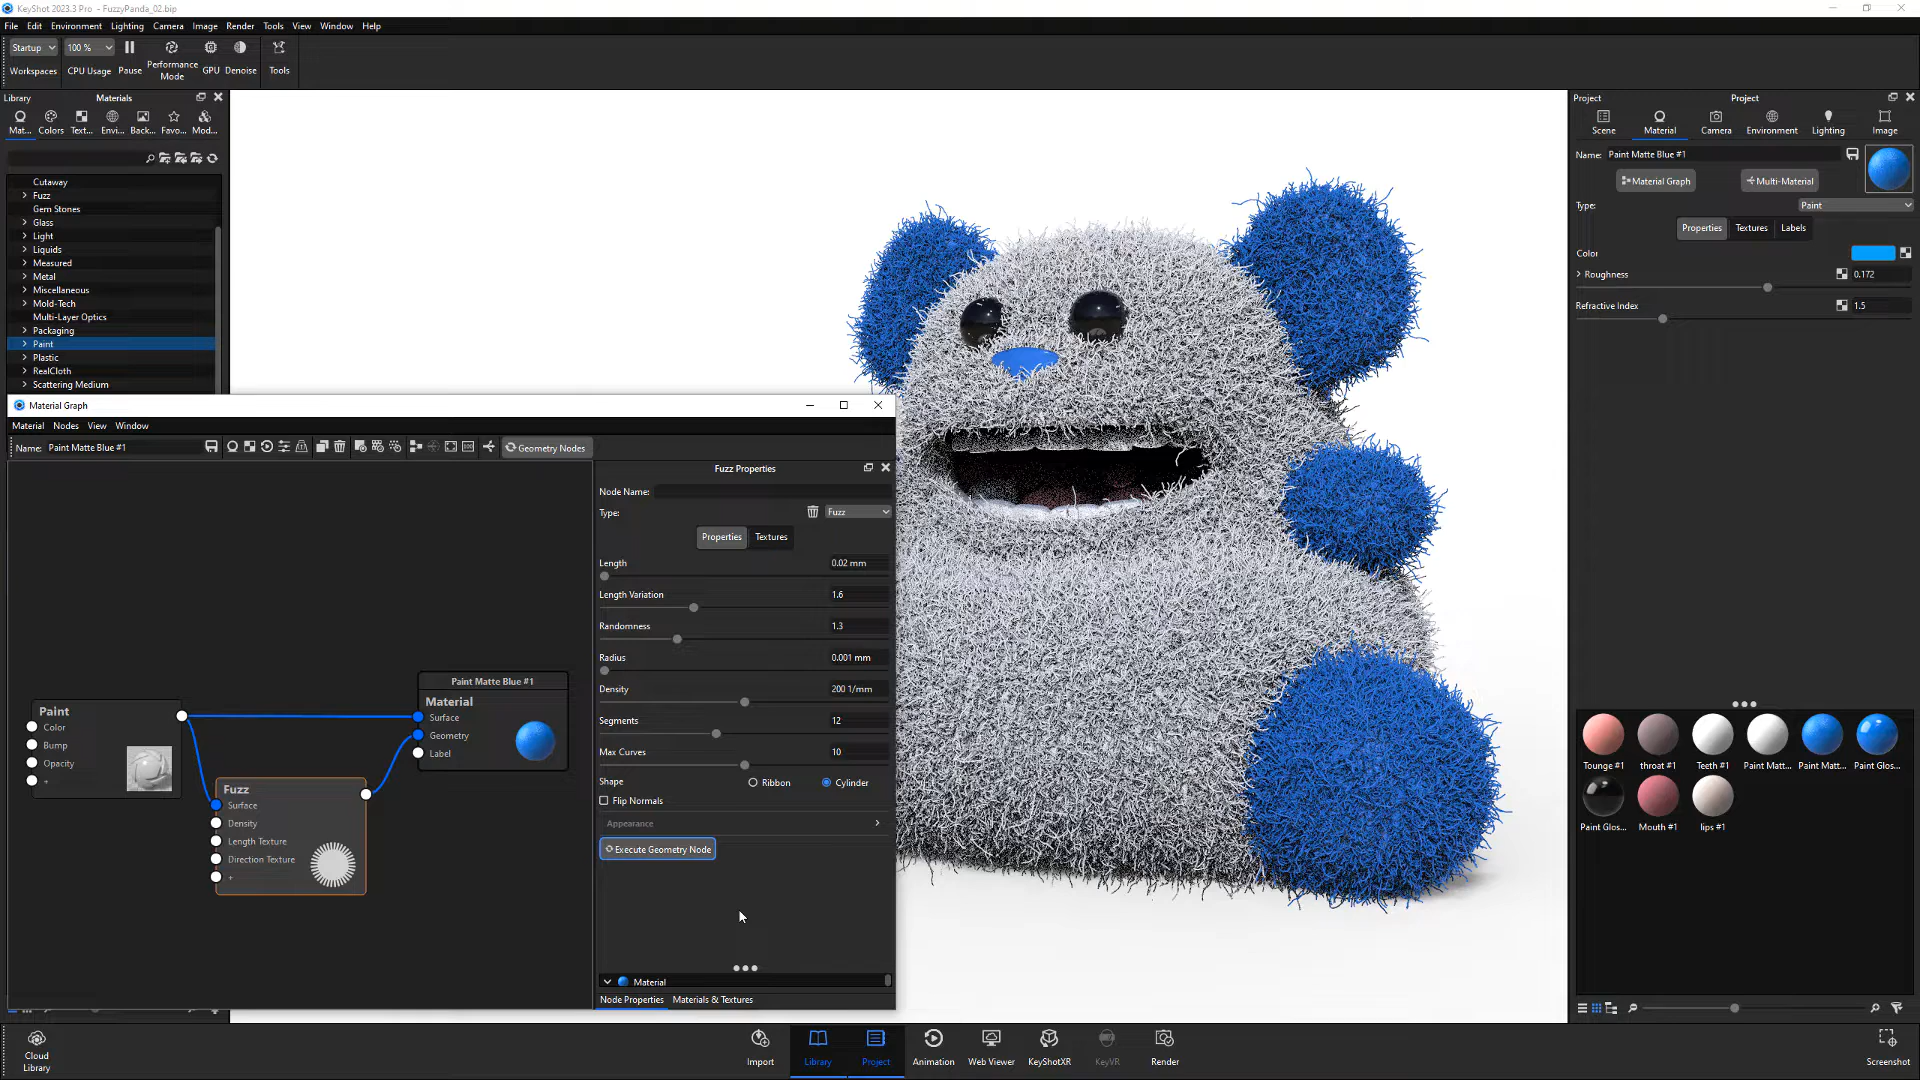 KeyShot 2023.3 Pro - FuzzyPanda_02.bip
File Edit Environment Lighting Camera Image Render Tools View Window Help
Startup 100 %
Workspaces CPU Usage Pause Performance Mode GPU Denoise Tools
Library Materials
Mat... Colors Text... Envi... Back... Favo... Mod...
Cutaway
Fuzz
Gem Stones
Glass
Light
Liquids
Measured
Metal
Miscellaneous
Mold-Tech
Multi-Layer Optics
Packaging
Paint
Plastic
RealCloth
Scattering Medium
Material Graph
Material Nodes View Window
Name: Paint Matte Blue #1 Geometry Nodes
Paint
Color
Bump
Opacity
+
Fuzz
Surface
Density
Length Texture
Direction Texture
+
Paint Matte Blue #1
Material
Surface
Geometry
Label
Fuzz Properties
Node Name:
Type: Fuzz
Properties Textures
Length 0.02 mm
Length Variation 1.6
Randomness 1.3
Radius 0.001 mm
Density 200 1/mm
Segments 12
Max Curves 10
Shape Ribbon Cylinder
Flip Normals
Appearance
Execute Geometry Node
Material
Node Properties Materials & Textures
Project Project
Scene Material Camera Environment Lighting Image
Name: Paint Matte Blue #1
Material Graph Multi-Material
Type: Paint
Properties Textures Labels
Color
Roughness 0.172
Refractive Index 1.5
Tounge #1 throat #1 Teeth #1 Paint Matt... Paint Matt... Paint Glos...
Paint Glos... Mouth #1 lips #1
Cloud Library
Import Library Project Animation Web Viewer KeyShotXR KeyVR Render
Screenshot